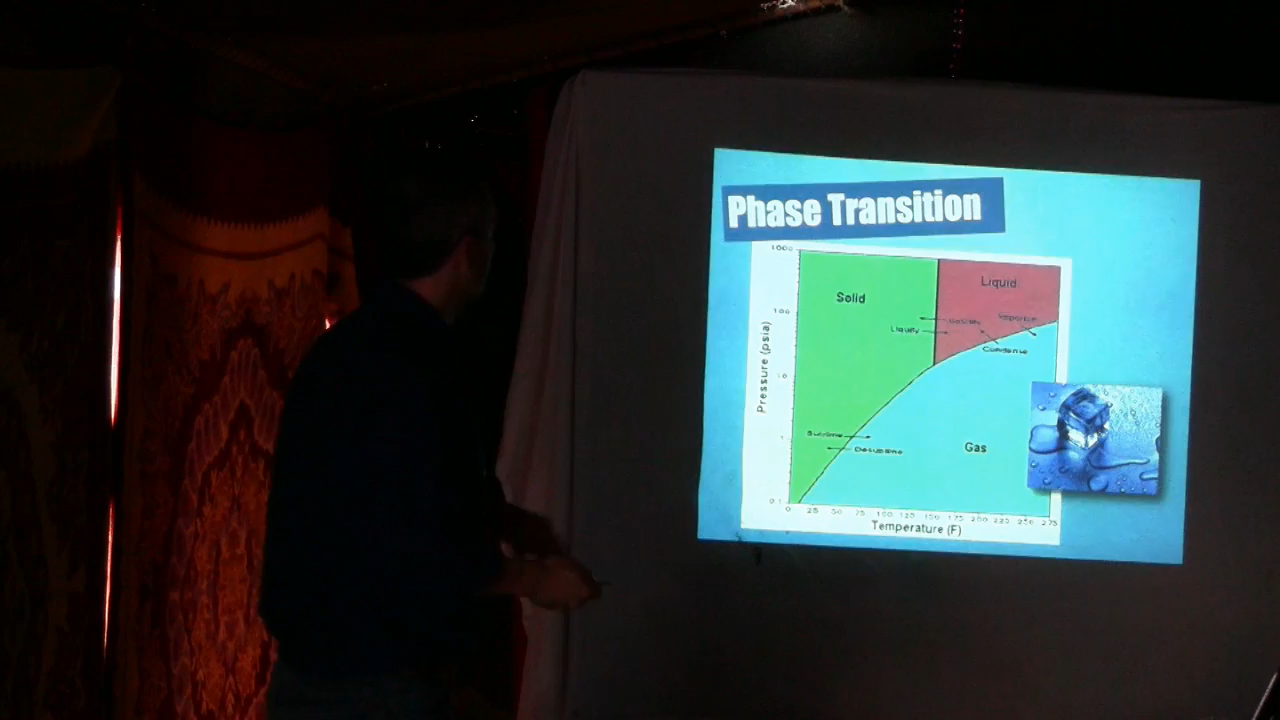 Phase Transition
1000
Solid
Liquid
100
Solidify
Vaporize
Liquify
Condense
Pressure (psia)
10
1
Sublime
Desublime
Gas
0.1
0 25 50 75 100 125 150 175 200 225 250 275
Temperature (F)